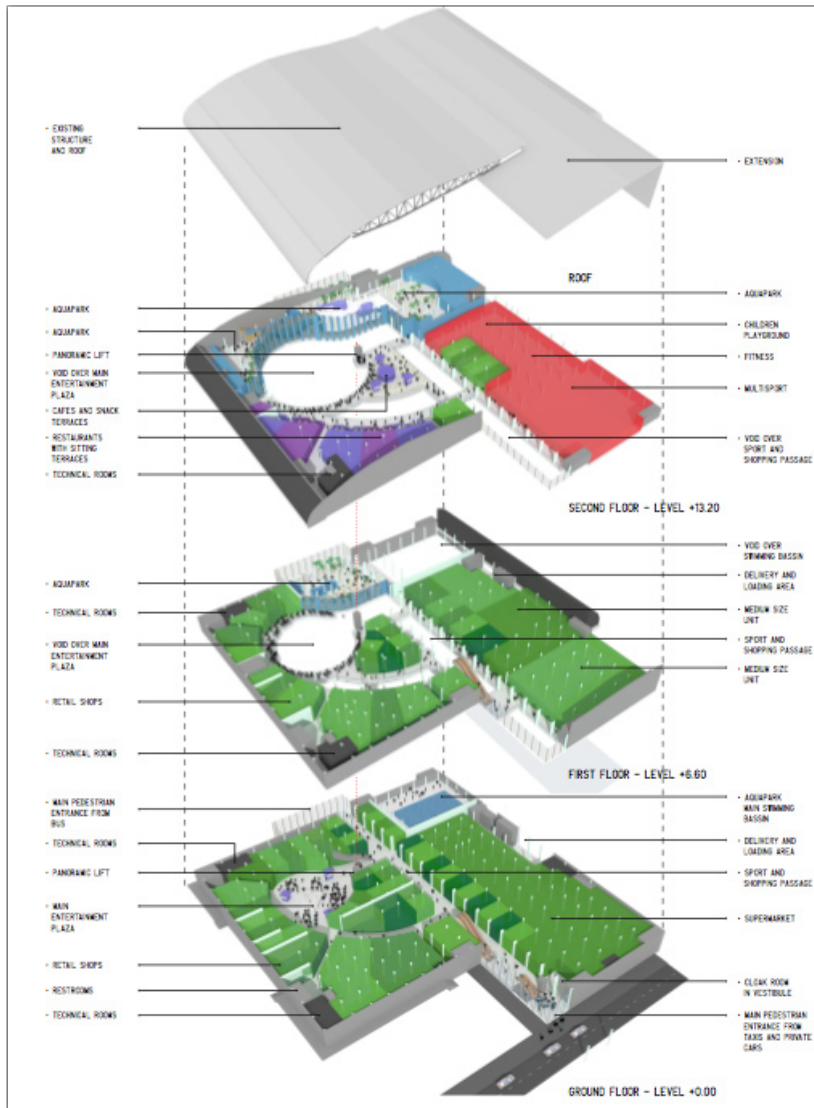 - EXISTING
STRUCTURE
AND ROOF
- EXTENSION
ROOF
- AQUAPARK
- AQUAPARK
- PANORAMIC LIFT
- VOID OVER MAIN
ENTERTAINMENT
PLAZA
- CAFES AND SNACK
TERRACES
- RESTAURANTS
WITH SITTING
TERRACES
- TECHNICAL ROOMS
- AQUAPARK
- CHILDREN
PLAYGROUND
- FITNESS
- MULTISPORT
- VOID OVER
SPORT AND
SHOPPING PASSAGE
SECOND FLOOR - LEVEL +13.20
- AQUAPARK
- TECHNICAL ROOMS
- VOID OVER MAIN
ENTERTAINMENT
PLAZA
- RETAIL SHOPS
- TECHNICAL ROOMS
- VOID OVER
STIMMING BASSIN
- DELIVERY AND
LOADING AREA
- MEDIUM SIZE
UNIT
- SPORT AND
SHOPPING PASSAGE
- MEDIUM SIZE
UNIT
FIRST FLOOR - LEVEL +6.60
- MAIN PEDESTRIAN
ENTRANCE FROM
BUS
- TECHNICAL ROOMS
- PANORAMIC LIFT
- MAIN
ENTERTAINMENT
PLAZA
- RETAIL SHOPS
- RESTROOMS
- TECHNICAL ROOMS
- AQUAPARK
MAIN STIMMING
BASSIN
- DELIVERY AND
LOADING AREA
- SPORT AND
SHOPPING PASSAGE
- SUPERMARKET
- CLOAK ROOM
IN VESTIBULE
- MAIN PEDESTRIAN
ENTRANCE FROM
TAXIS AND PRIVATE
CARS
GROUND FLOOR - LEVEL +0.00